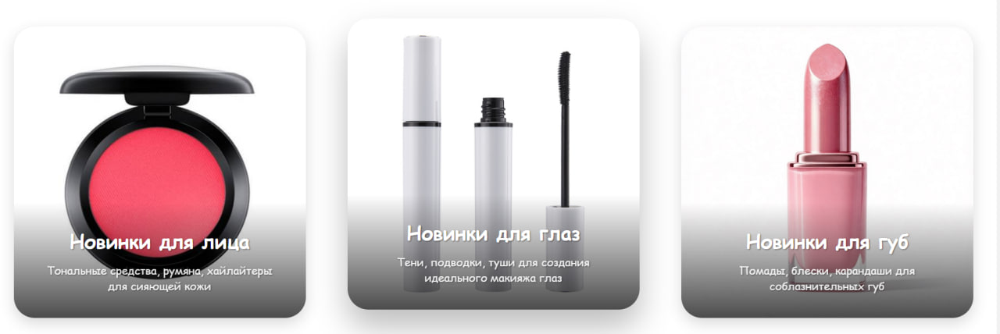 Новинки для лица
Тональные средства, румяна, хайлайтеры
для сияющей кожи
Новинки для глаз
Тени, подводки, туши для создания
идеального макияжа глаз
Новинки для губ
Помады, блески, карандаши для
соблазнительных губ